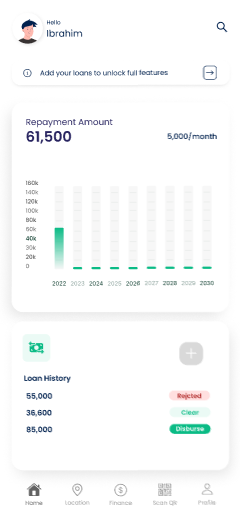 Hello
Ibrahim
Add your loans to unlock full features
Repayment Amount
61,500
5,000/month
160k
140k
120k
100k
80k
60k
40k
30k
20k
0
2022 2023 2024 2025 2026 2027 2028 2029 2030
Loan History
55,000 Rejcted
36,600 Clear
85,000 Disburse
Home Location Finance Scan QR Profile